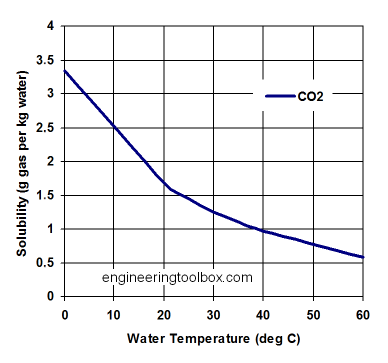 4
3.5
3
2.5
2
1.5
1
0.5
0
CO2
engineeringtoolbox.com
0 10 20 30 40 50 60
Water Temperature (deg C)
Solubility (g gas per kg water)